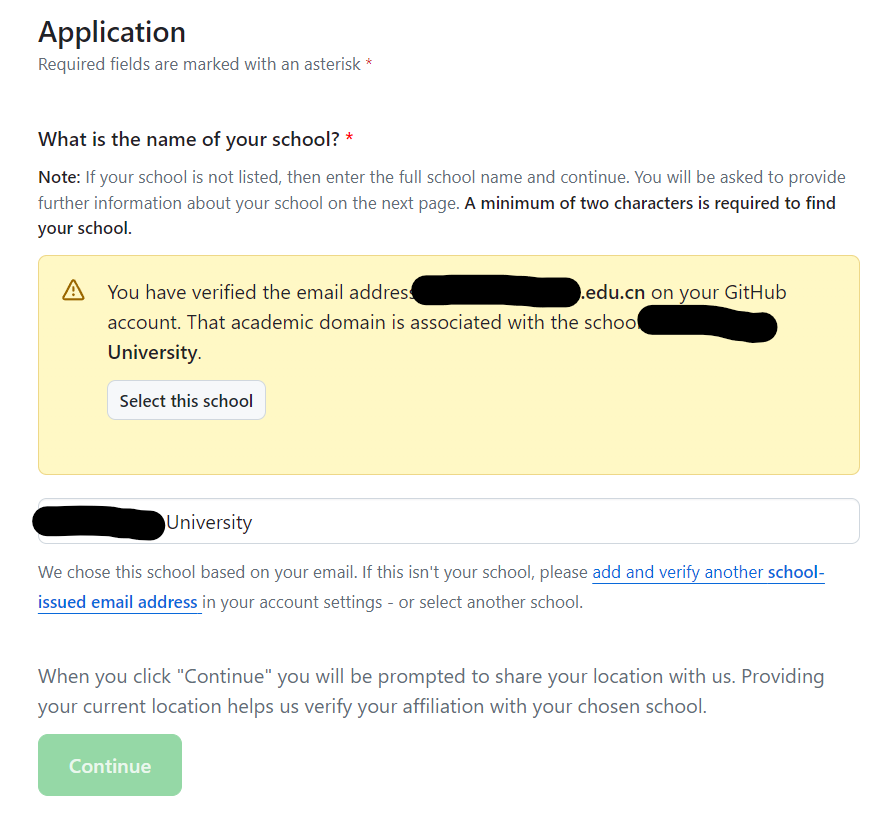 Application
Required fields are marked with an asterisk *
What is the name of your school? *
Note: If your school is not listed, then enter the full school name and continue. You will be asked to provide
further information about your school on the next page. A minimum of two characters is required to find
your school.
You have verified the email address .edu.cn on your GitHub
account. That academic domain is associated with the school
University.
Select this school
University
We chose this school based on your email. If this isn't your school, please add and verify another school-
issued email address in your account settings - or select another school.
When you click "Continue" you will be prompted to share your location with us. Providing
your current location helps us verify your affiliation with your chosen school.
Continue